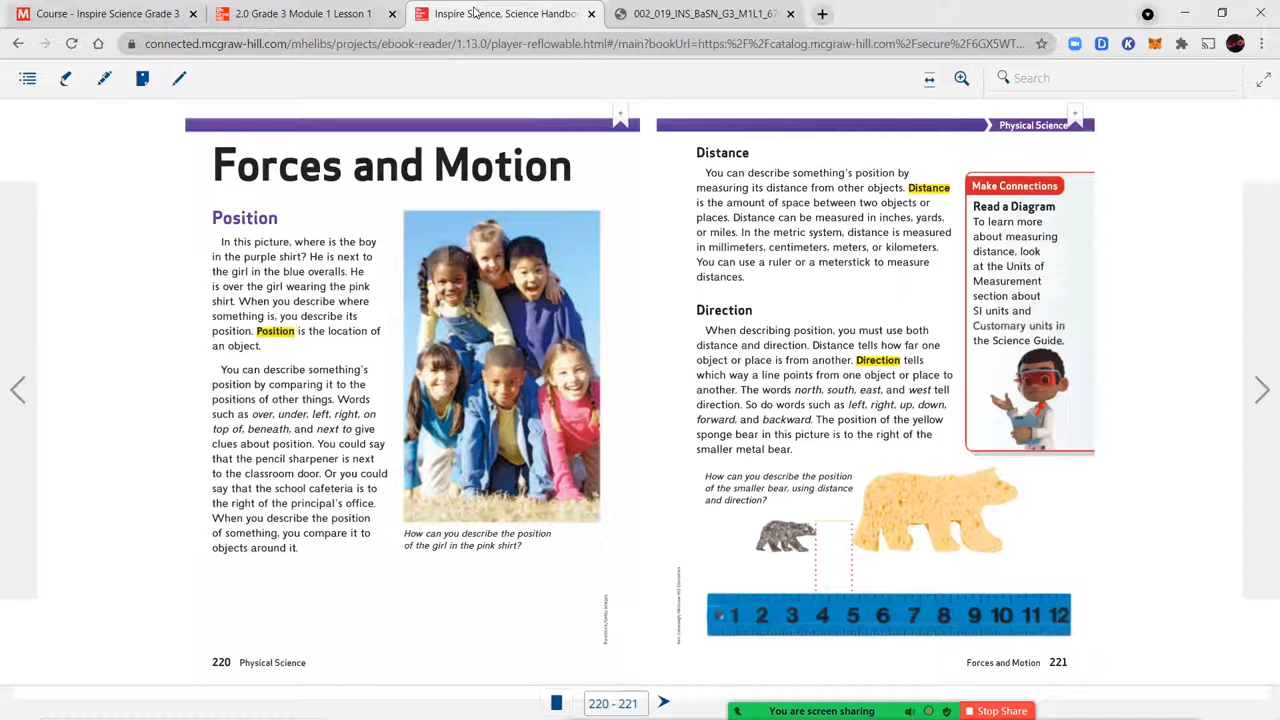 Course - Inspire Science Grade 3
2.0 Grade 3 Module 1 Lesson 1
Inspire Science, Science Handbo
002_019_INS_BaSN_G3_M1L1_67
connected.mcgraw-hill.com/mhelibs/projects/ebook-reader/1.13.0/player-reflowable.html#/main?bookUrl=https:%2F%2Fcatalog.mcgraw-hill.com%2Fsecure%2F6GX5WT...
Search
Physical Science
Forces and Motion
Position
In this picture, where is the boy
in the purple shirt? He is next to
the girl in the blue overalls. He
is over the girl wearing the pink
shirt. When you describe where
something is, you describe its
position. Position is the location of
an object.
You can describe something's
position by comparing it to the
positions of other things. Words
such as over, under, left, right, on
top of, beneath, and next to give
clues about position. You could say
that the pencil sharpener is next
to the classroom door. Or you could
say that the school cafeteria is to
the right of the principal's office.
When you describe the position
of something, you compare it to
objects around it.
How can you describe the position
of the girl in the pink shirt?
220 Physical Science
Distance
You can describe something's position by
measuring its distance from other objects. Distance
is the amount of space between two objects or
places. Distance can be measured in inches, yards,
or miles. In the metric system, distance is measured
in millimeters, centimeters, meters, or kilometers.
You can use a ruler or a meterstick to measure
distances.
Direction
When describing position, you must use both
distance and direction. Distance tells how far one
object or place is from another. Direction tells
which way a line points from one object or place to
another. The words north, south, east, and west tell
direction. So do words such as left, right, up, down,
forward, and backward. The position of the yellow
sponge bear in this picture is to the right of the
smaller metal bear.
Make Connections
Read a Diagram
To learn more
about measuring
distance, look
at the Units of
Measurement
section about
SI units and
Customary units in
the Science Guide.
How can you describe the position
of the smaller bear, using distance
and direction?
1 2 3 4 5 6 7 8 9 10 11 12
Forces and Motion 221
220 - 221
You are screen sharing
Stop Share